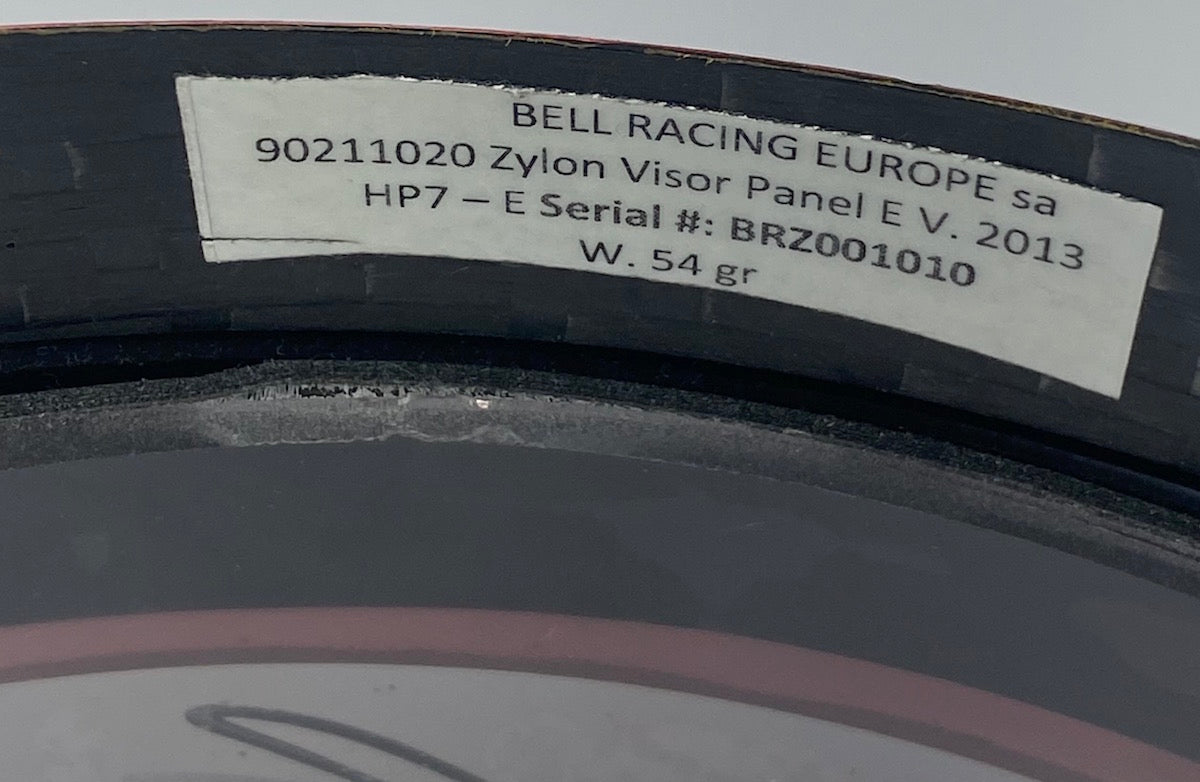 BELL RACING EUROPE sa
90211020 Zylon Visor Panel E V. 2013
HP7 – E Serial #: BRZ001010
W. 54 gr